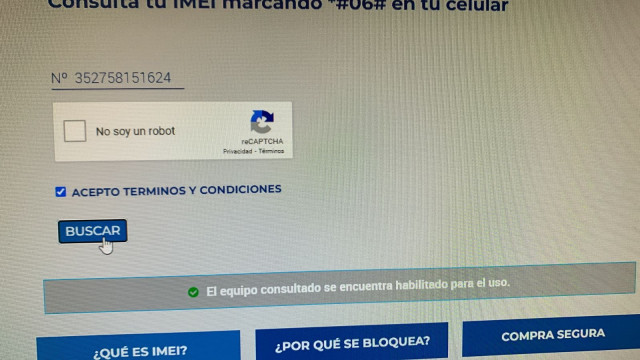 Consulta tu IMEI marcando *#06# en tu celular
Nº 352758151624
No soy un robot
reCAPTCHA
Privacidad - Términos
ACEPTO TERMINOS Y CONDICIONES
BUSCAR
El equipo consultado se encuentra habilitado para el uso.
¿QUÉ ES IMEI?
¿POR QUÉ SE BLOQUEA?
COMPRA SEGURA